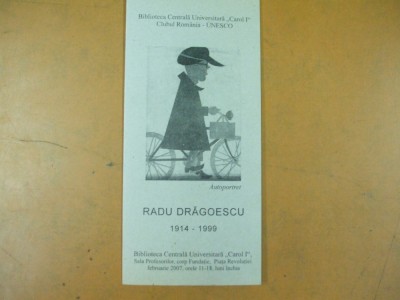 Biblioteca Centrală Universitară „Carol I"
Clubul România - UNESCO
Autoportret
RADU DRĂGOESCU
1914 - 1999
Biblioteca Centrală Universitară „Carol I",
Sala Profesorilor, corp Fundație, Piața Revoluției
februarie 2007, orele 11-18, luni închis